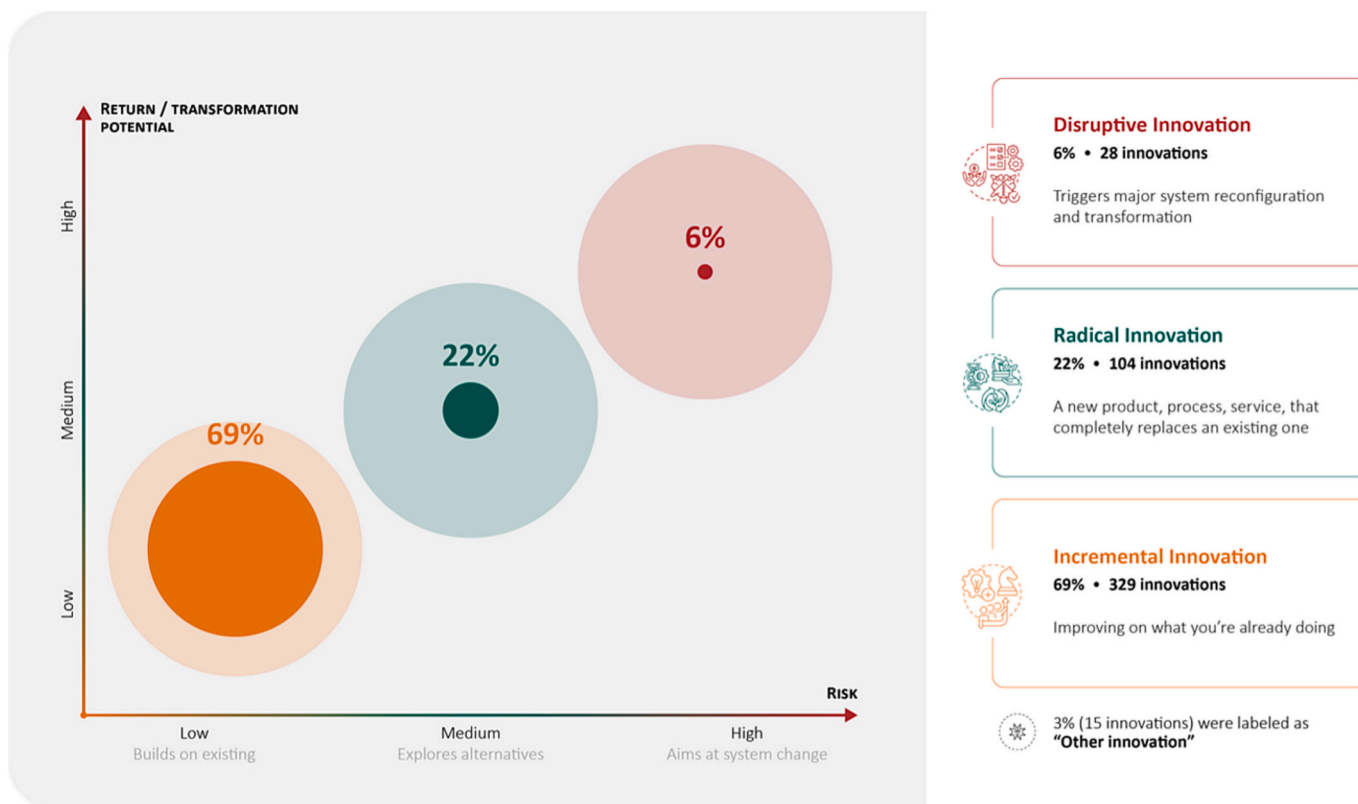 RETURN / TRANSFORMATION
POTENTIAL
High
Medium
Low
69%
22%
6%
RISK
Low
Builds on existing
Medium
Explores alternatives
High
Aims at system change
Disruptive Innovation
6% • 28 innovations
Triggers major system reconfiguration
and transformation
Radical Innovation
22% • 104 innovations
A new product, process, service, that
completely replaces an existing one
Incremental Innovation
69% • 329 innovations
Improving on what you’re already doing
3% (15 innovations) were labeled as
“Other innovation”